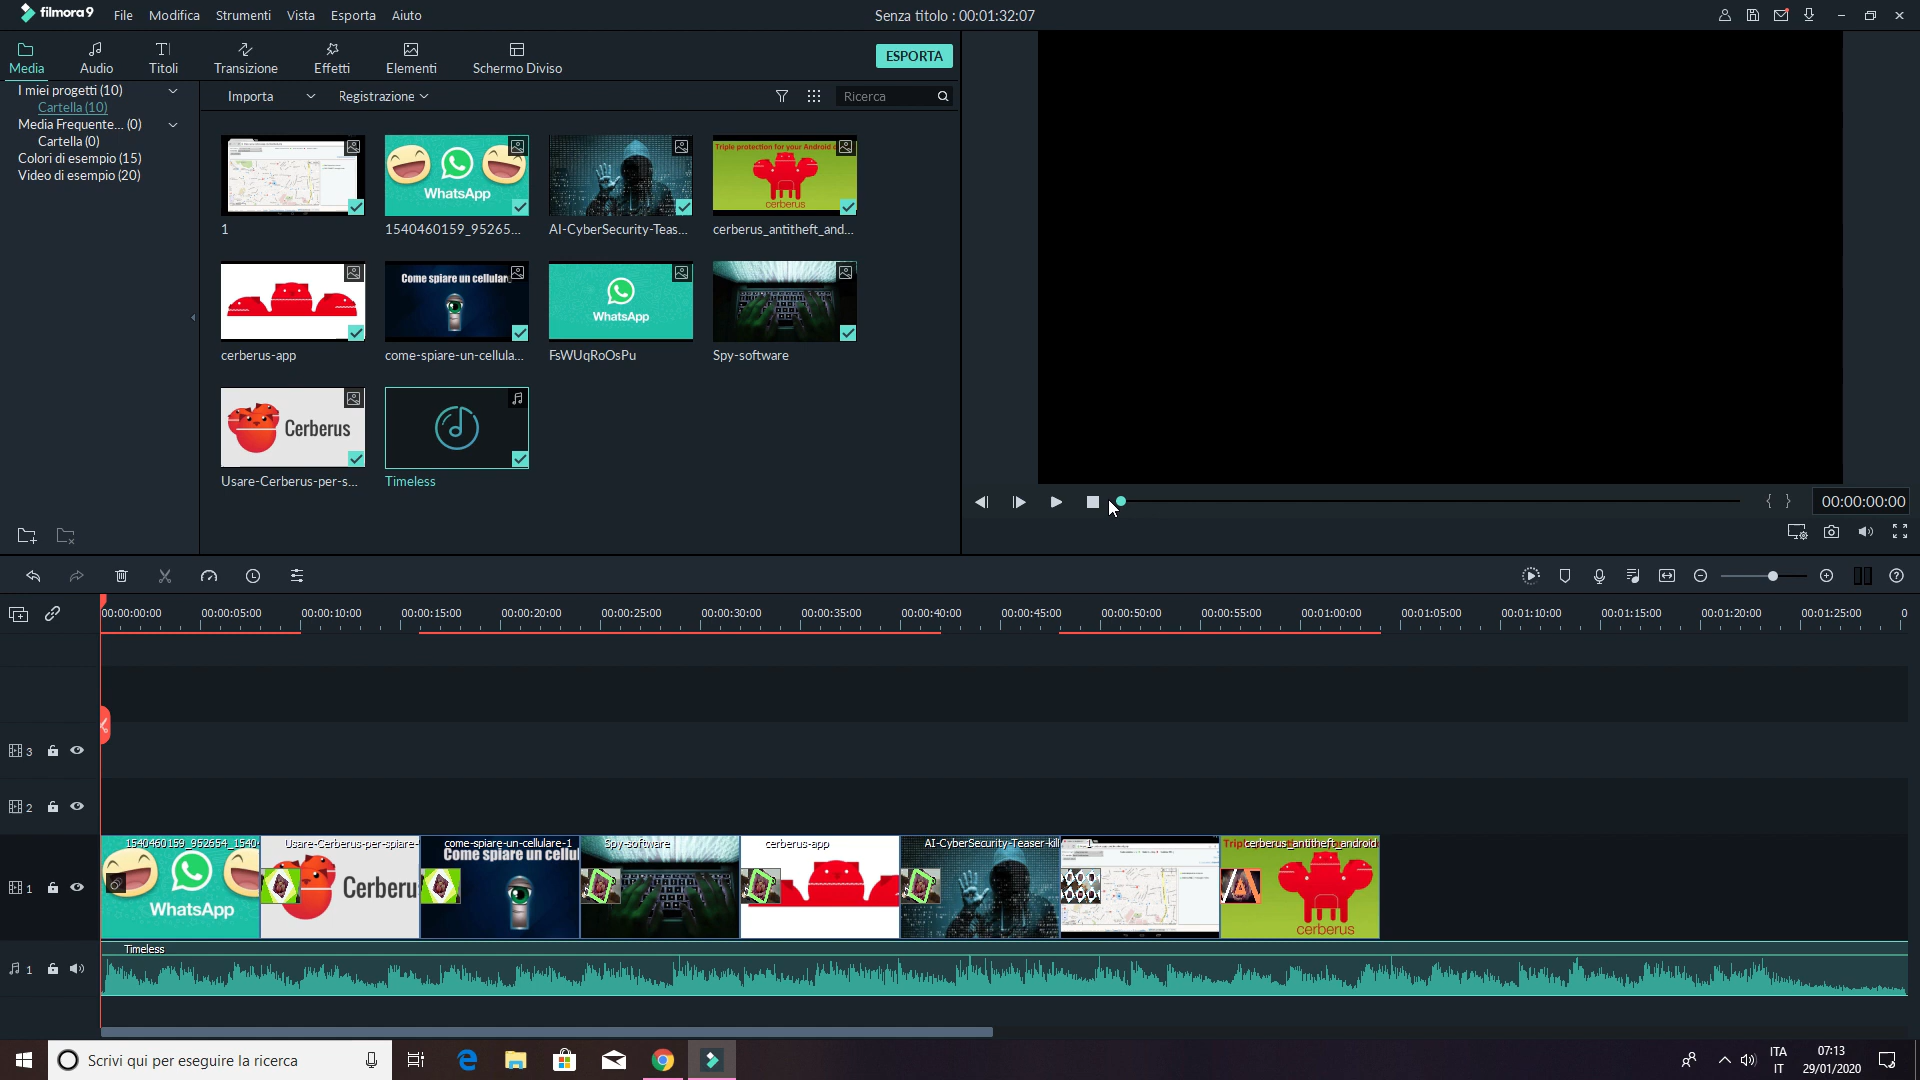 filmora9 File Modifica Strumenti Vista Esporta Aiuto Senza titolo : 00:01:32:07
Media Audio Titoli Transizione Effetti Elementi Schermo Diviso ESPORTA
I miei progetti (10)
Cartella (10)
Media Frequente... (0)
Cartella (0)
Colori di esempio (15)
Video di esempio (20)
Importa Registrazione Ricerca
WhatsApp
Triple protection for your Android
cerberus
1 1540460159_95265... AI-CyberSecurity-Teas... cerberus_antitheft_and...
Come spiare un cellular
WhatsApp
cerberus-app come-spiare-un-cellula... FsWUqRoOsPu Spy-software
Cerberus
Usare-Cerberus-per-s... Timeless
{ } 00:00:00:00
00:00:00:00 00:00:05:00 00:00:10:00 00:00:15:00 00:00:20:00 00:00:25:00 00:00:30:00 00:00:35:00 00:00:40:00 00:00:45:00 00:00:50:00 00:00:55:00 00:01:00:00 00:01:05:00 00:01:10:00 00:01:15:00 00:01:20:00 00:01:25:00 0
3
2
1540460159_952654_1540 Usare-Cerberus-per-spiare- come-spiare-un-cellulare-1 Spy-software cerberus-app AI-CyberSecurity-Teaser-kill 1 cerberus_antitheft_android
Come spiare un cellul
Tripl
1
WhatsApp
Cerberu
cerberus
Timeless
1
Scrivi qui per eseguire la ricerca
ITA
IT
07:13
29/01/2020